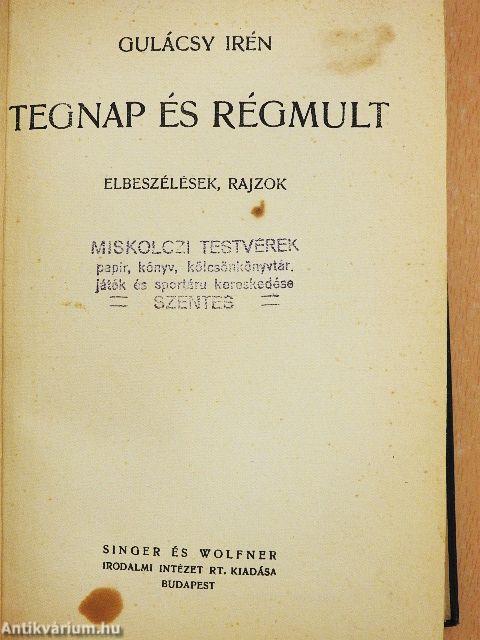 GULÁCSY IRÉN
TEGNAP ÉS RÉGMULT
ELBESZÉLÉSEK, RAJZOK
MISKOLCZI TESTVÉREK
papir, könyv, kölcsönkönyvtár,
játék és sportáru kereskedése
= SZENTES =
SINGER ÉS WOLFNER
IRODALMI INTÉZET RT. KIADÁSA
BUDAPEST
Antikvárium.hu